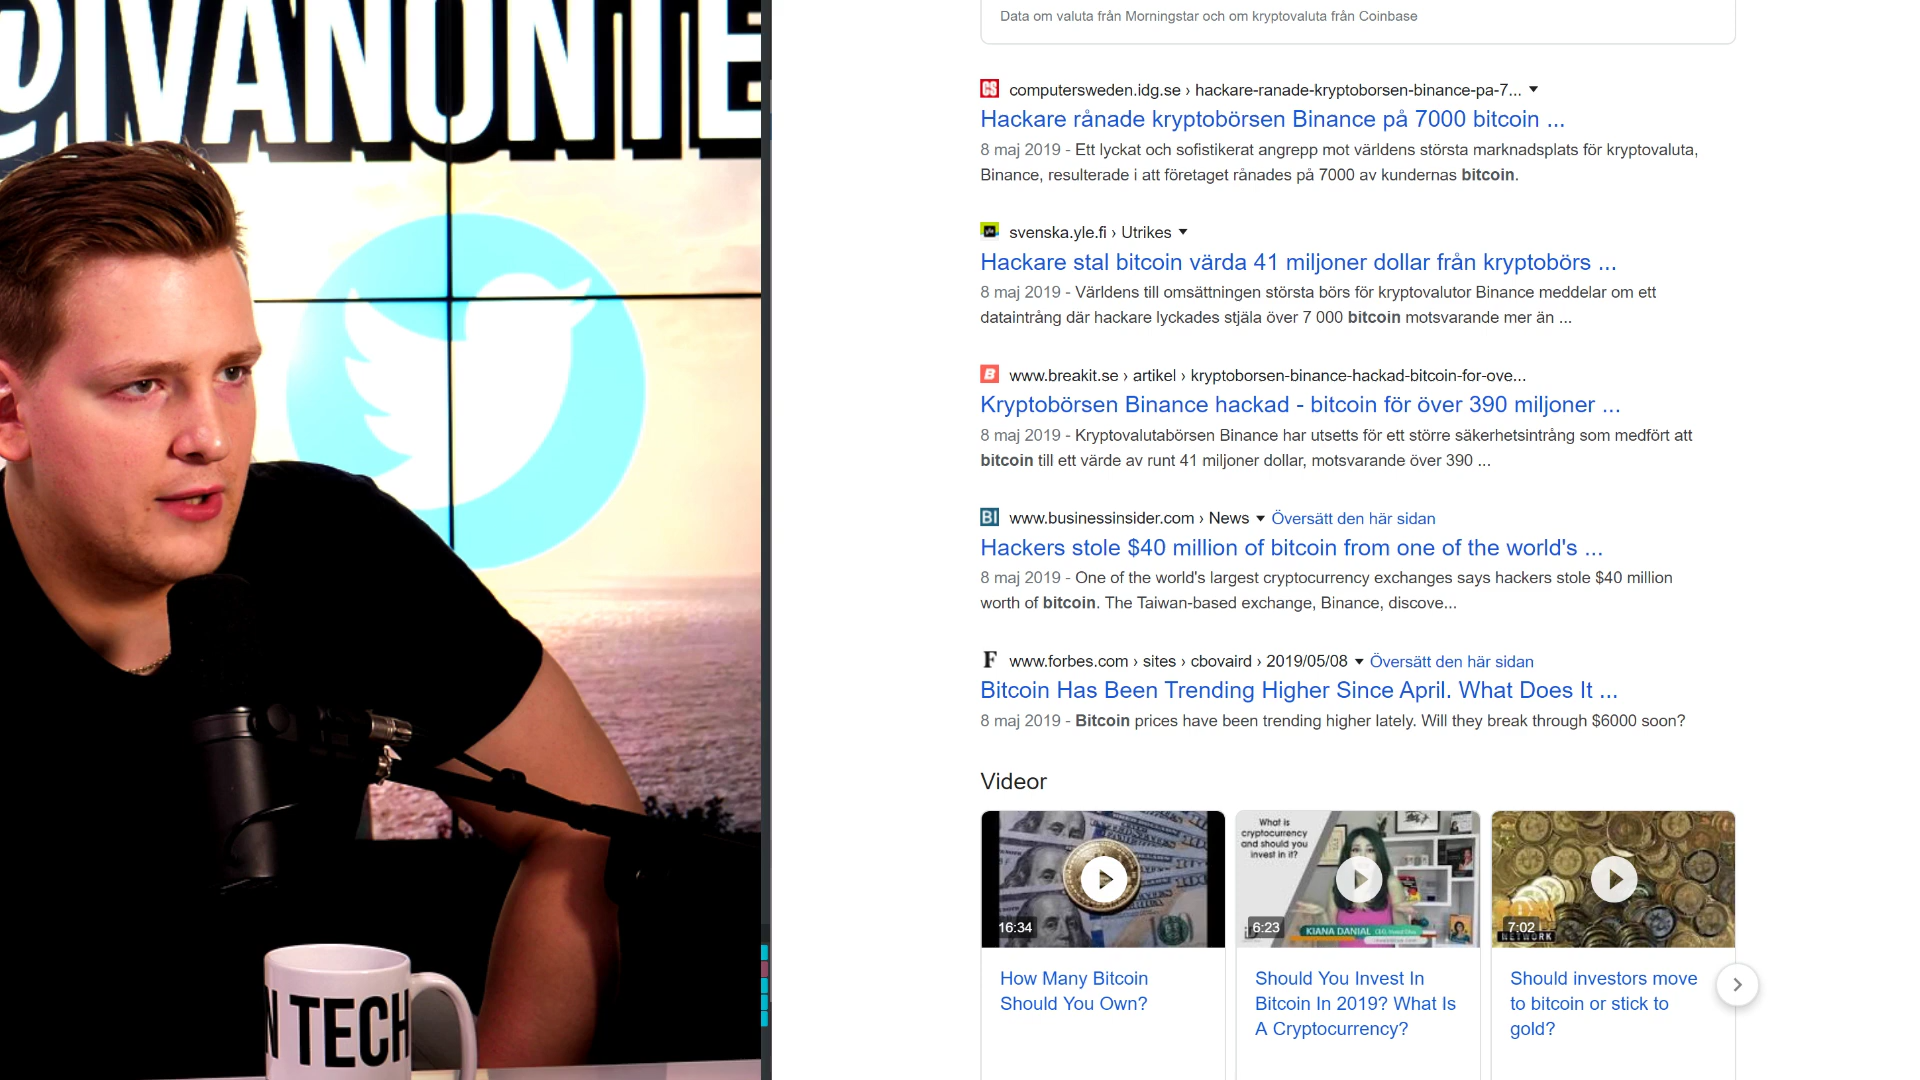 @IVANONTE
N TECH
Data om valuta från Morningstar och om kryptovaluta från Coinbase
computersweden.idg.se › hackare-ranade-kryptoborsen-binance-pa-7...
Hackare rånade kryptobörsen Binance på 7000 bitcoin ...
8 maj 2019 - Ett lyckat och sofistikerat angrepp mot världens största marknadsplats för kryptovaluta,
Binance, resulterade i att företaget rånades på 7000 av kundernas bitcoin.
svenska.yle.fi › Utrikes
Hackare stal bitcoin värda 41 miljoner dollar från kryptobörs ...
8 maj 2019 - Världens till omsättningen största börs för kryptovalutor Binance meddelar om ett
dataintrång där hackare lyckades stjäla över 7 000 bitcoin motsvarande mer än ...
www.breakit.se › artikel › kryptoborsen-binance-hackad-bitcoin-for-ove...
Kryptobörsen Binance hackad - bitcoin för över 390 miljoner ...
8 maj 2019 - Kryptovalutabörsen Binance har utsetts för ett större säkerhetsintrång som medfört att
bitcoin till ett värde av runt 41 miljoner dollar, motsvarande över 390 ...
BI www.businessinsider.com › News Översätt den här sidan
Hackers stole $40 million of bitcoin from one of the world's ...
8 maj 2019 - One of the world's largest cryptocurrency exchanges says hackers stole $40 million
worth of bitcoin. The Taiwan-based exchange, Binance, discove...
F www.forbes.com › sites › cbovaird › 2019/05/08 Översätt den här sidan
Bitcoin Has Been Trending Higher Since April. What Does It ...
8 maj 2019 - Bitcoin prices have been trending higher lately. Will they break through $6000 soon?
Videor
16:34
How Many Bitcoin
Should You Own?
What is
cryptocurrency
and should you
invest in it?
KIANA DANIAL
6:23
Should You Invest In
Bitcoin In 2019? What Is
A Cryptocurrency?
7:02
NETWORK
Should investors move
to bitcoin or stick to
gold?